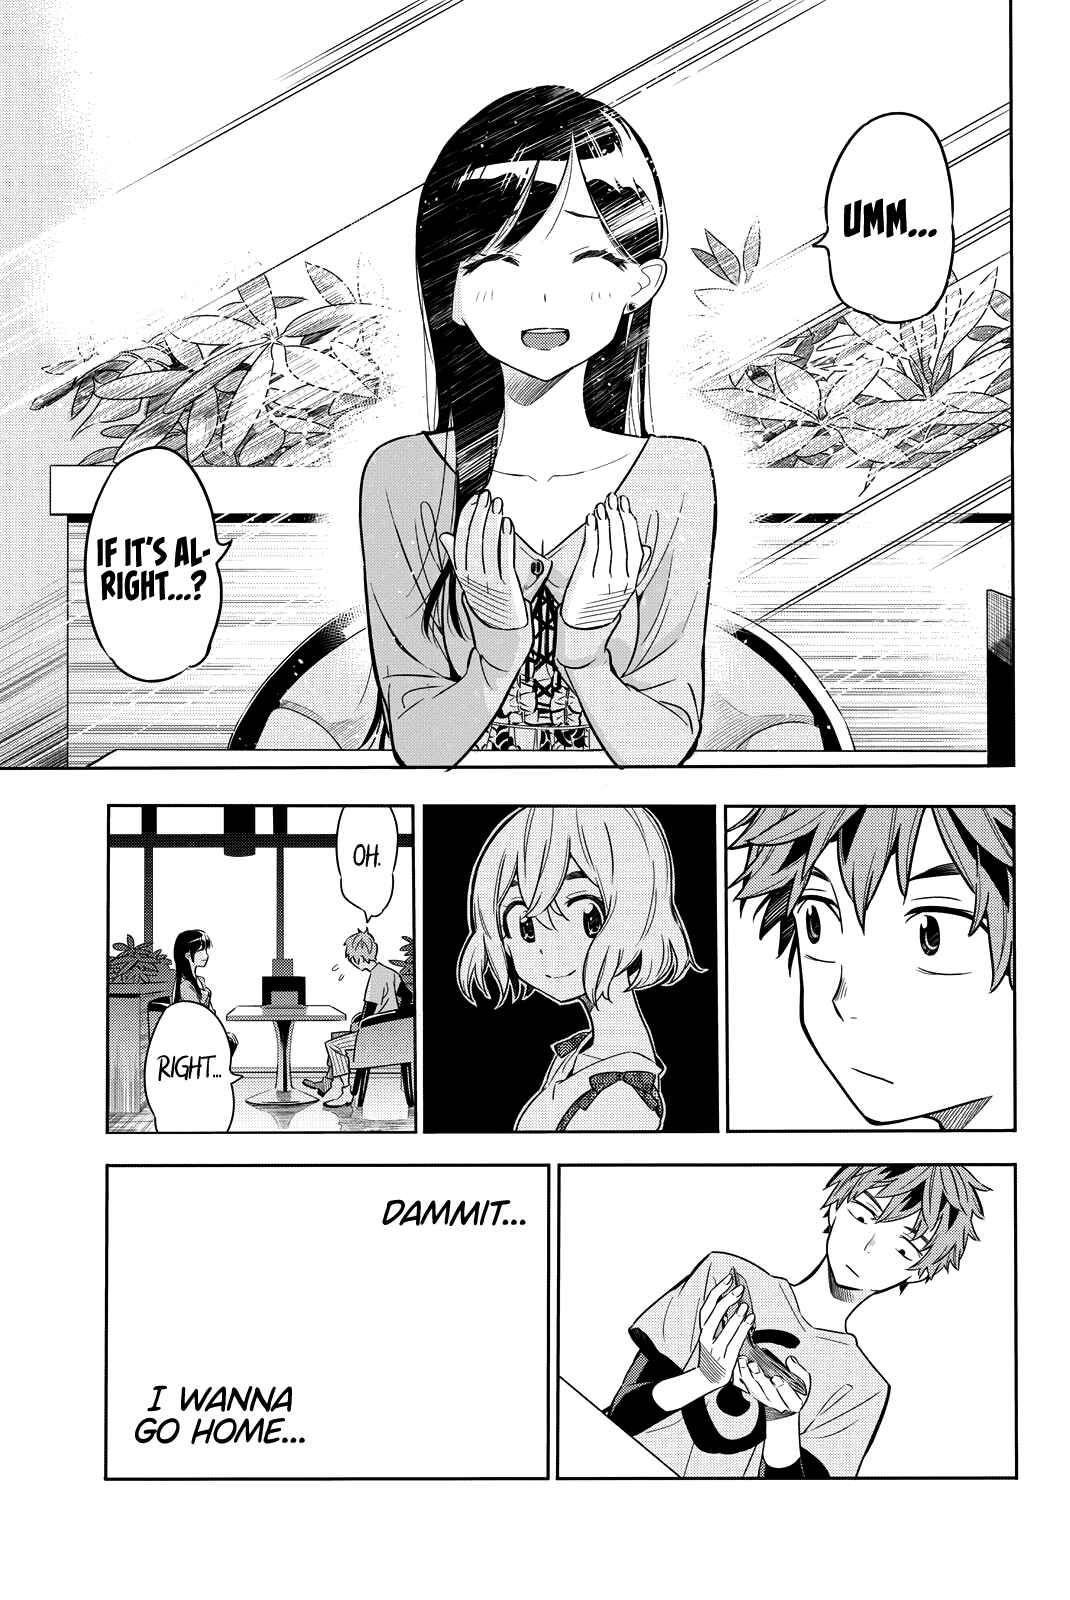 UMM...
IF IT'S AL-
RIGHT...?
OH.
RIGHT...
DAMMIT...
I WANNA
GO HOME...